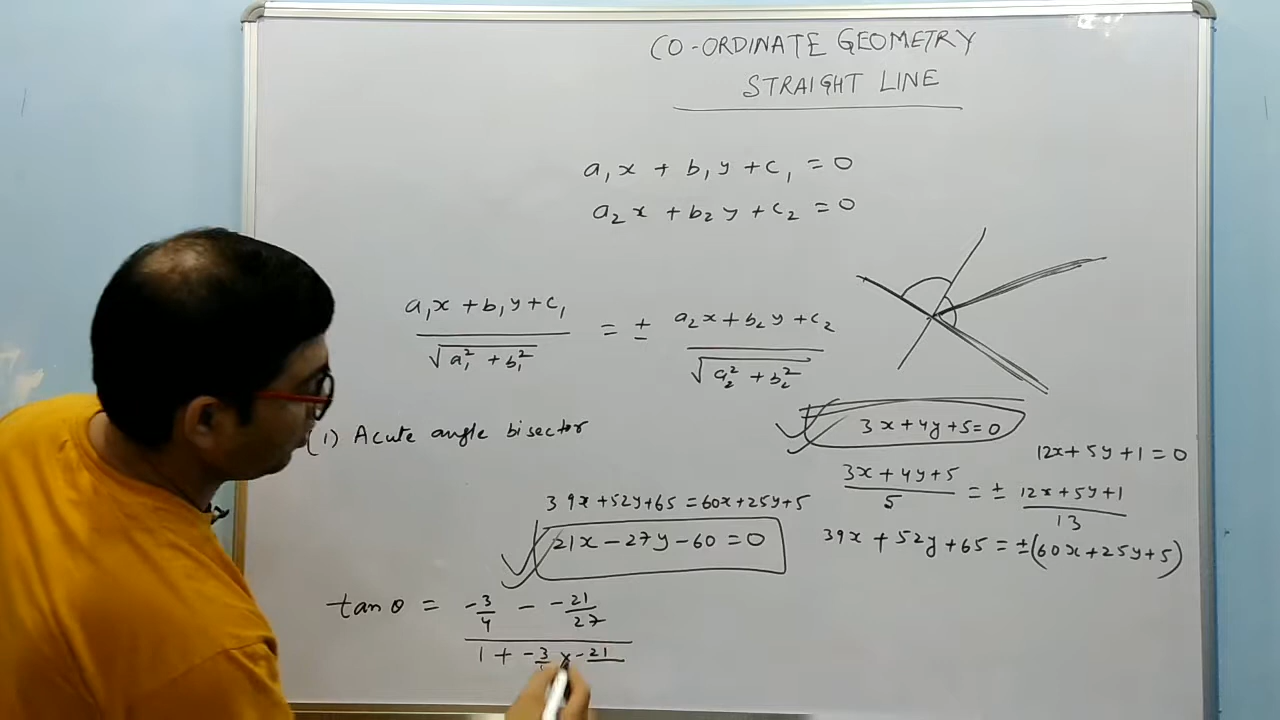 CO-ORDINATE GEOMETRY
STRAIGHT LINE
a₁x + b₁y + c₁ = 0
a₂x + b₂y + c₂ = 0
(a₁x + b₁y + c₁)/√(a₁² + b₁²) = ± (a₂x + b₂y + c₂)/√(a₂² + b₂²)
(1) Acute angle bisector
3x+4y+5=0
12x+5y+1=0
(3x+4y+5)/5 = ± (12x+5y+1)/13
39x+52y+65 = ±(60x+25y+5)
39x+52y+65 = 60x+25y+5
21x-27y-60=0
tan θ = (-3/4 - -21/27)/(1 + -3/ x -21/)